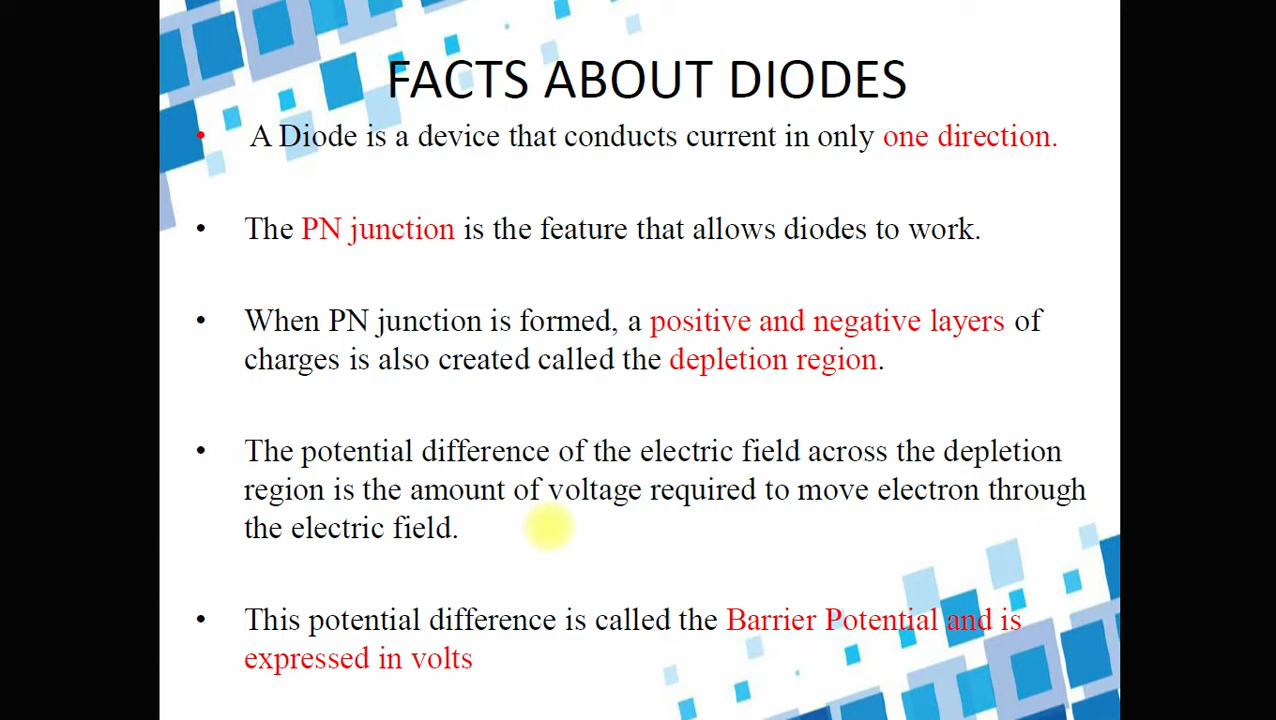 FACTS ABOUT DIODES
• A Diode is a device that conducts current in only one direction.
• The PN junction is the feature that allows diodes to work.
• When PN junction is formed, a positive and negative layers of
charges is also created called the depletion region.
• The potential difference of the electric field across the depletion
region is the amount of voltage required to move electron through
the electric field.
• This potential difference is called the Barrier Potential and is
expressed in volts